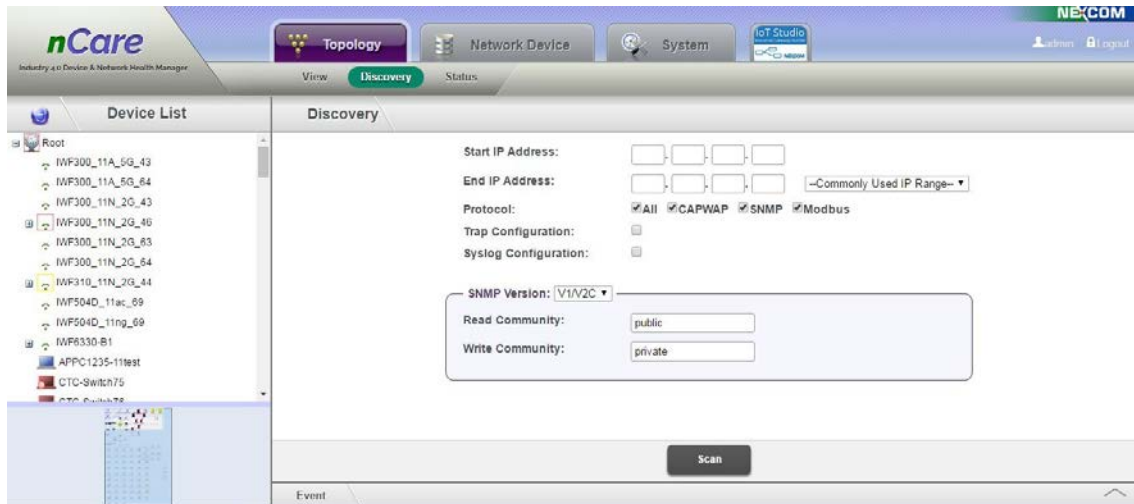 NEXCOM
nCare
Industry 4.0 Device & Network Health Manager
Topology
Network Device
System
IoT Studio
NEXCOM
admin
Logout
View
Discovery
Status
Device List
Discovery
Root
IWF300_11A_5G_43
IWF300_11A_5G_64
IWF300_11N_2G_43
IWF300_11N_2G_46
IWF300_11N_2G_63
IWF300_11N_2G_64
IWF310_11N_2G_44
IWF504D_11ac_69
IWF504D_11ng_69
IWF6330-B1
APPC1235-11test
CTC-Switch75
Start IP Address:
. . .
End IP Address:
. . .
--Commonly Used IP Range--
Protocol:
All CAPWAP SNMP Modbus
Trap Configuration:
Syslog Configuration:
SNMP Version: V1/V2C
Read Community:
public
Write Community:
private
Scan
Event